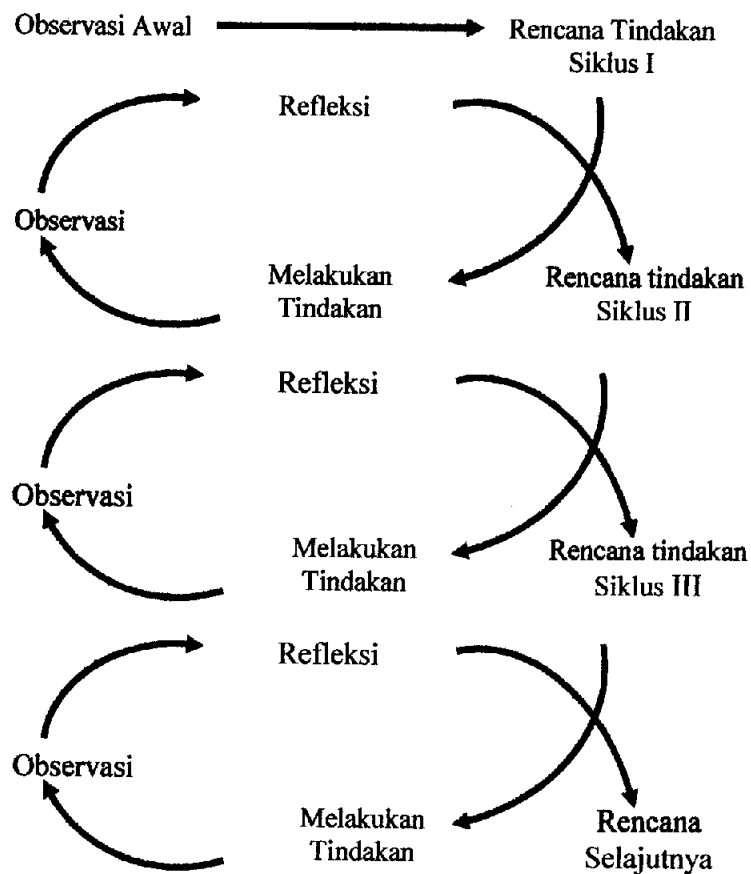 Observasi Awal
Rencana Tindakan
Siklus I
Refleksi
Observasi
Melakukan
Tindakan
Rencana tindakan
Siklus II
Refleksi
Observasi
Melakukan
Tindakan
Rencana tindakan
Siklus III
Refleksi
Observasi
Melakukan
Tindakan
Rencana
Selajutnya